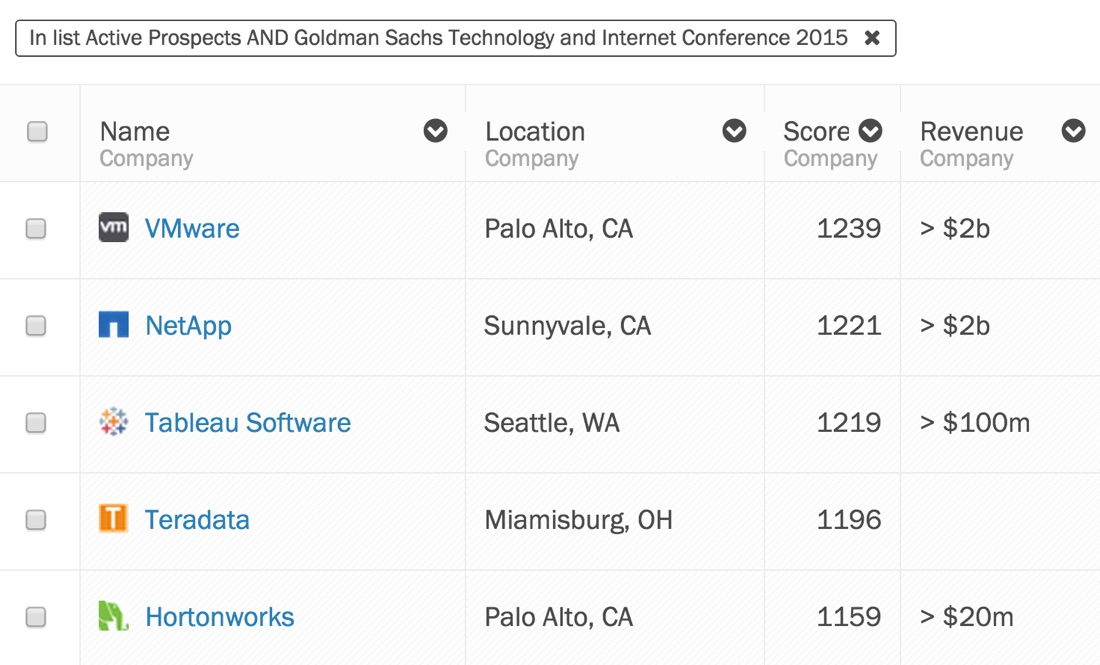 In list Active Prospects AND Goldman Sachs Technology and Internet Conference 2015 ✖
Name Location Score Revenue
Company Company Company Company
vm VMware Palo Alto, CA 1239 > $2b
NetApp Sunnyvale, CA 1221 > $2b
Tableau Software Seattle, WA 1219 > $100m
T Teradata Miamisburg, OH 1196
Hortonworks Palo Alto, CA 1159 > $20m